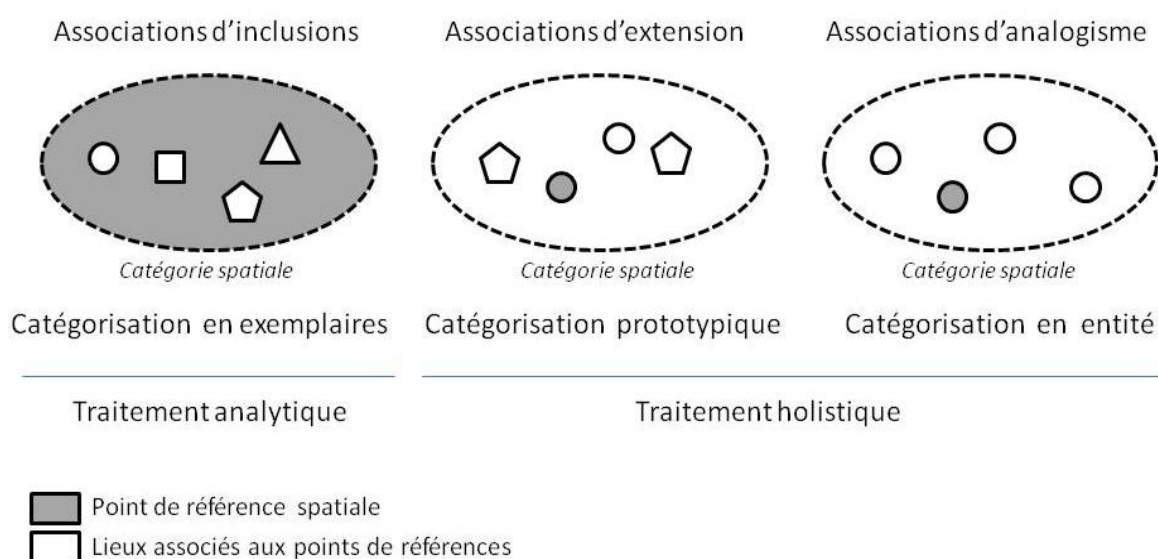 Associations d'inclusions
Associations d'extension
Associations d'analogisme
Catégorie spatiale
Catégorie spatiale
Catégorie spatiale
Catégorisation en exemplaires
Catégorisation prototypique
Catégorisation en entité
Traitement analytique
Traitement holistique
Point de référence spatiale
Lieux associés aux points de références